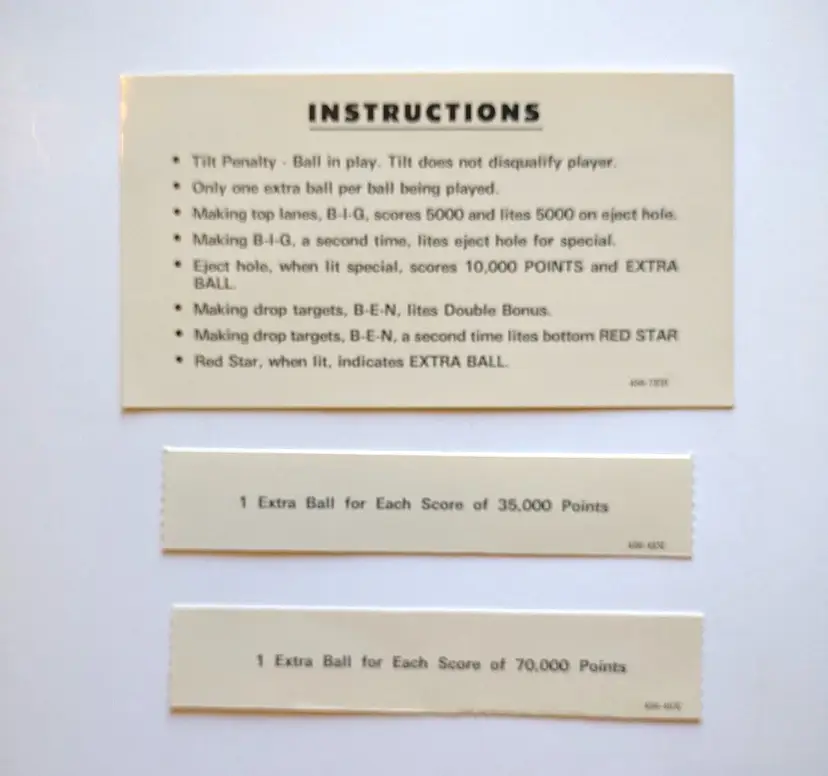 INSTRUCTIONS
• Tilt Penalty - Ball in play. Tilt does not disqualify player.
• Only one extra ball per ball being played.
• Making top lanes, B-I-G, scores 5000 and lites 5000 on eject hole.
• Making B-I-G, a second time, lites eject hole for special.
• Eject hole, when lit special, scores 10,000 POINTS and EXTRA
BALL.
• Making drop targets, B-E-N, lites Double Bonus.
• Making drop targets, B-E-N, a second time lites bottom RED STAR
• Red Star, when lit, indicates EXTRA BALL.
1 Extra Ball for Each Score of 35,000 Points
1 Extra Ball for Each Score of 70,000 Points